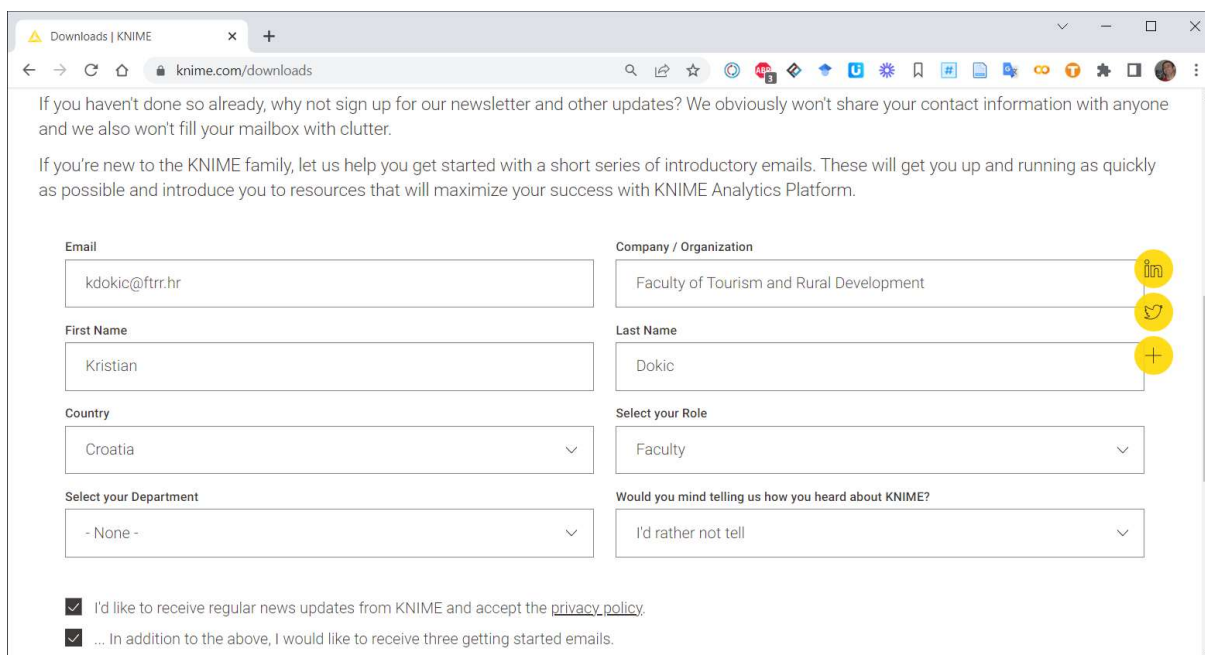 Downloads | KNIME
knime.com/downloads
ABP
3
If you haven't done so already, why not sign up for our newsletter and other updates? We obviously won't share your contact information with anyone
and we also won't fill your mailbox with clutter.
If you're new to the KNIME family, let us help you get started with a short series of introductory emails. These will get you up and running as quickly
as possible and introduce you to resources that will maximize your success with KNIME Analytics Platform.
Email
Company / Organization
kdokic@ftrr.hr
Faculty of Tourism and Rural Development
in
First Name
Last Name
Kristian
Dokic
Country
Select your Role
Croatia
Faculty
Select your Department
Would you mind telling us how you heard about KNIME?
- None -
I'd rather not tell
I'd like to receive regular news updates from KNIME and accept the privacy policy.
... In addition to the above, I would like to receive three getting started emails.